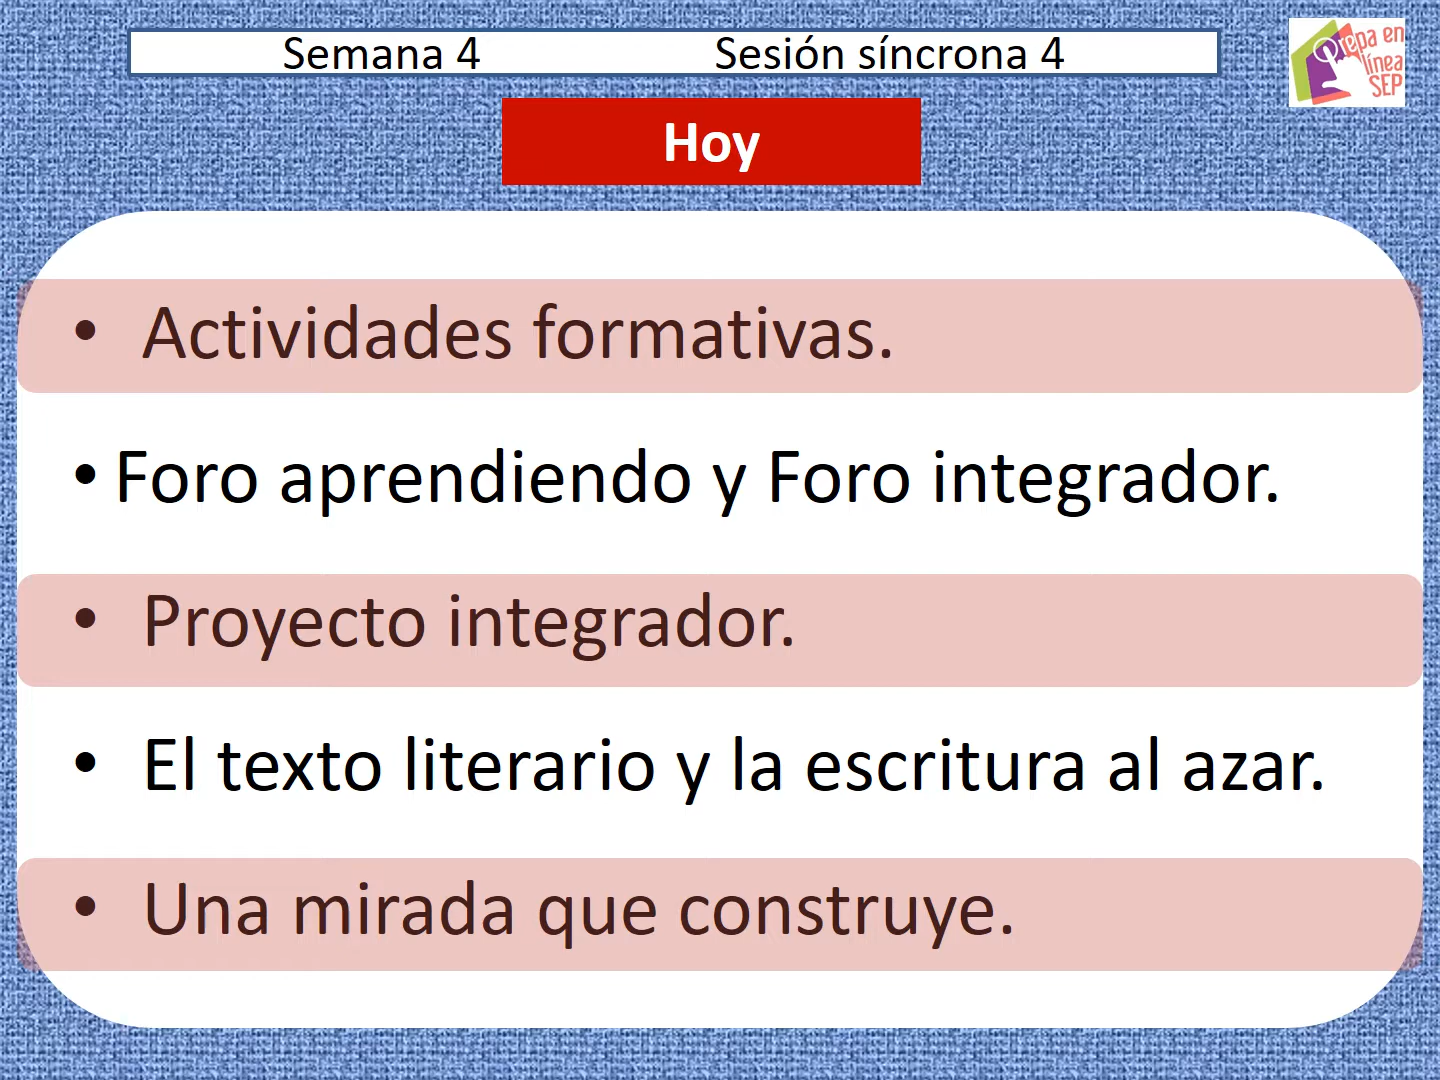 Semana 4 Sesión síncrona 4
Prepa en
línea
SEP
Hoy
• Actividades formativas.
• Foro aprendiendo y Foro integrador.
• Proyecto integrador.
• El texto literario y la escritura al azar.
• Una mirada que construye.